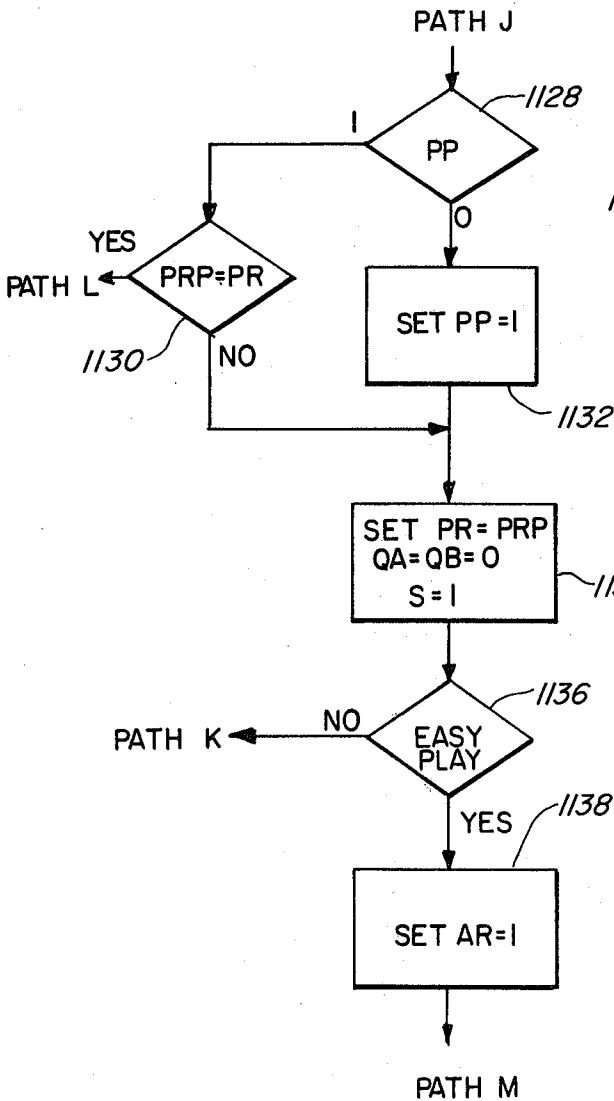 PATH J
1128
1
PP
0
YES
PRP=PR
PATH L
SET PP=1
1130
NO
1132
SET PR=PRP
QA=QB=0
S=1
1136
NO
PATH K
EASY
PLAY
YES
1138
SET AR=1
PATH M